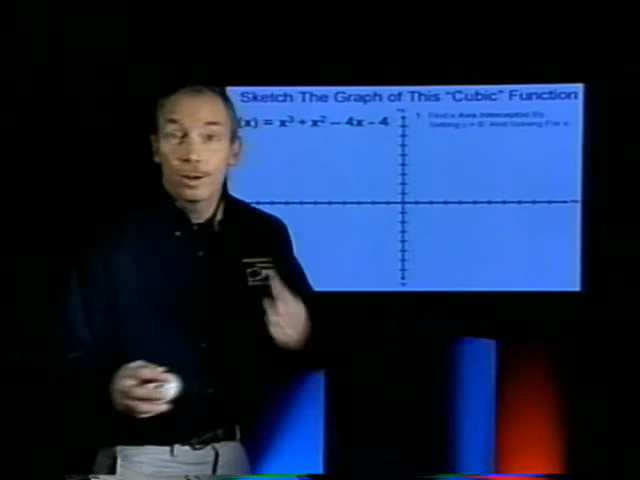 Sketch The Graph of This "Cubic" Function
(x) = x³ + x² – 4x - 4
1. Find x Axis Intercept(s) By
Setting y = 0 And Solving For x.